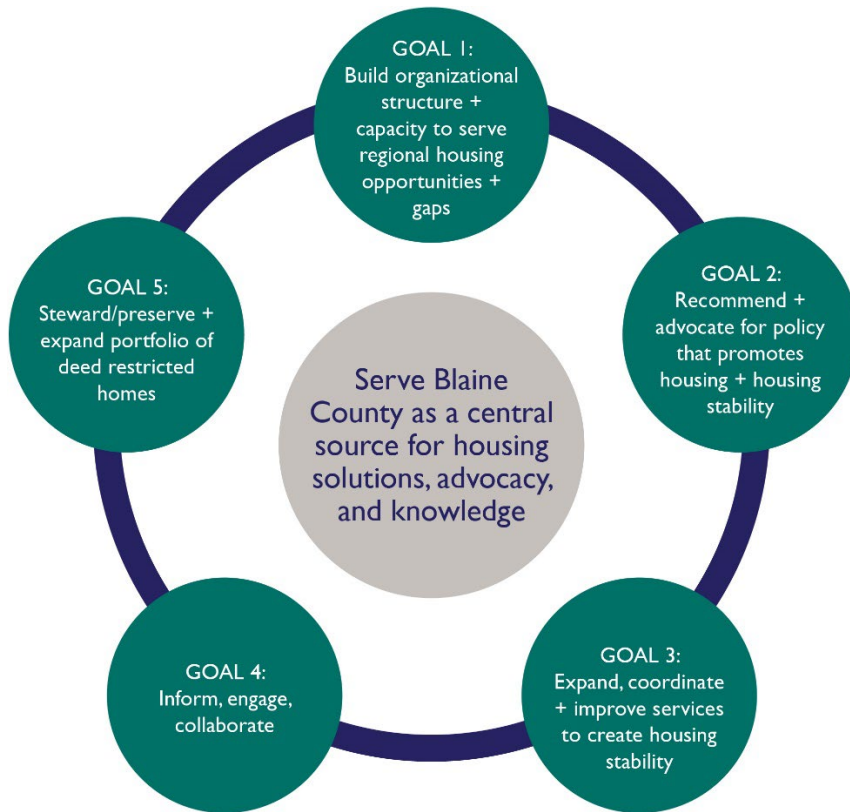 GOAL 1:
Build organizational
structure +
capacity to serve
regional housing
opportunities +
gaps
GOAL 2:
Recommend +
advocate for policy
that promotes
housing + housing
stability
GOAL 3:
Expand, coordinate
+ improve services
to create housing
stability
GOAL 4:
Inform, engage,
collaborate
GOAL 5:
Steward/preserve +
expand portfolio of
deed restricted
homes
Serve Blaine
County as a central
source for housing
solutions, advocacy,
and knowledge